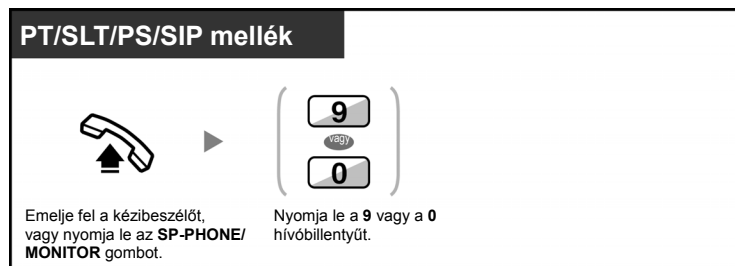 PT/SLT/PS/SIP mellék
9
vagy
0
Emelje fel a kézibeszélőt,
vagy nyomja le az SP-PHONE/
MONITOR gombot.
Nyomja le a 9 vagy a 0
hívóbillentyűt.